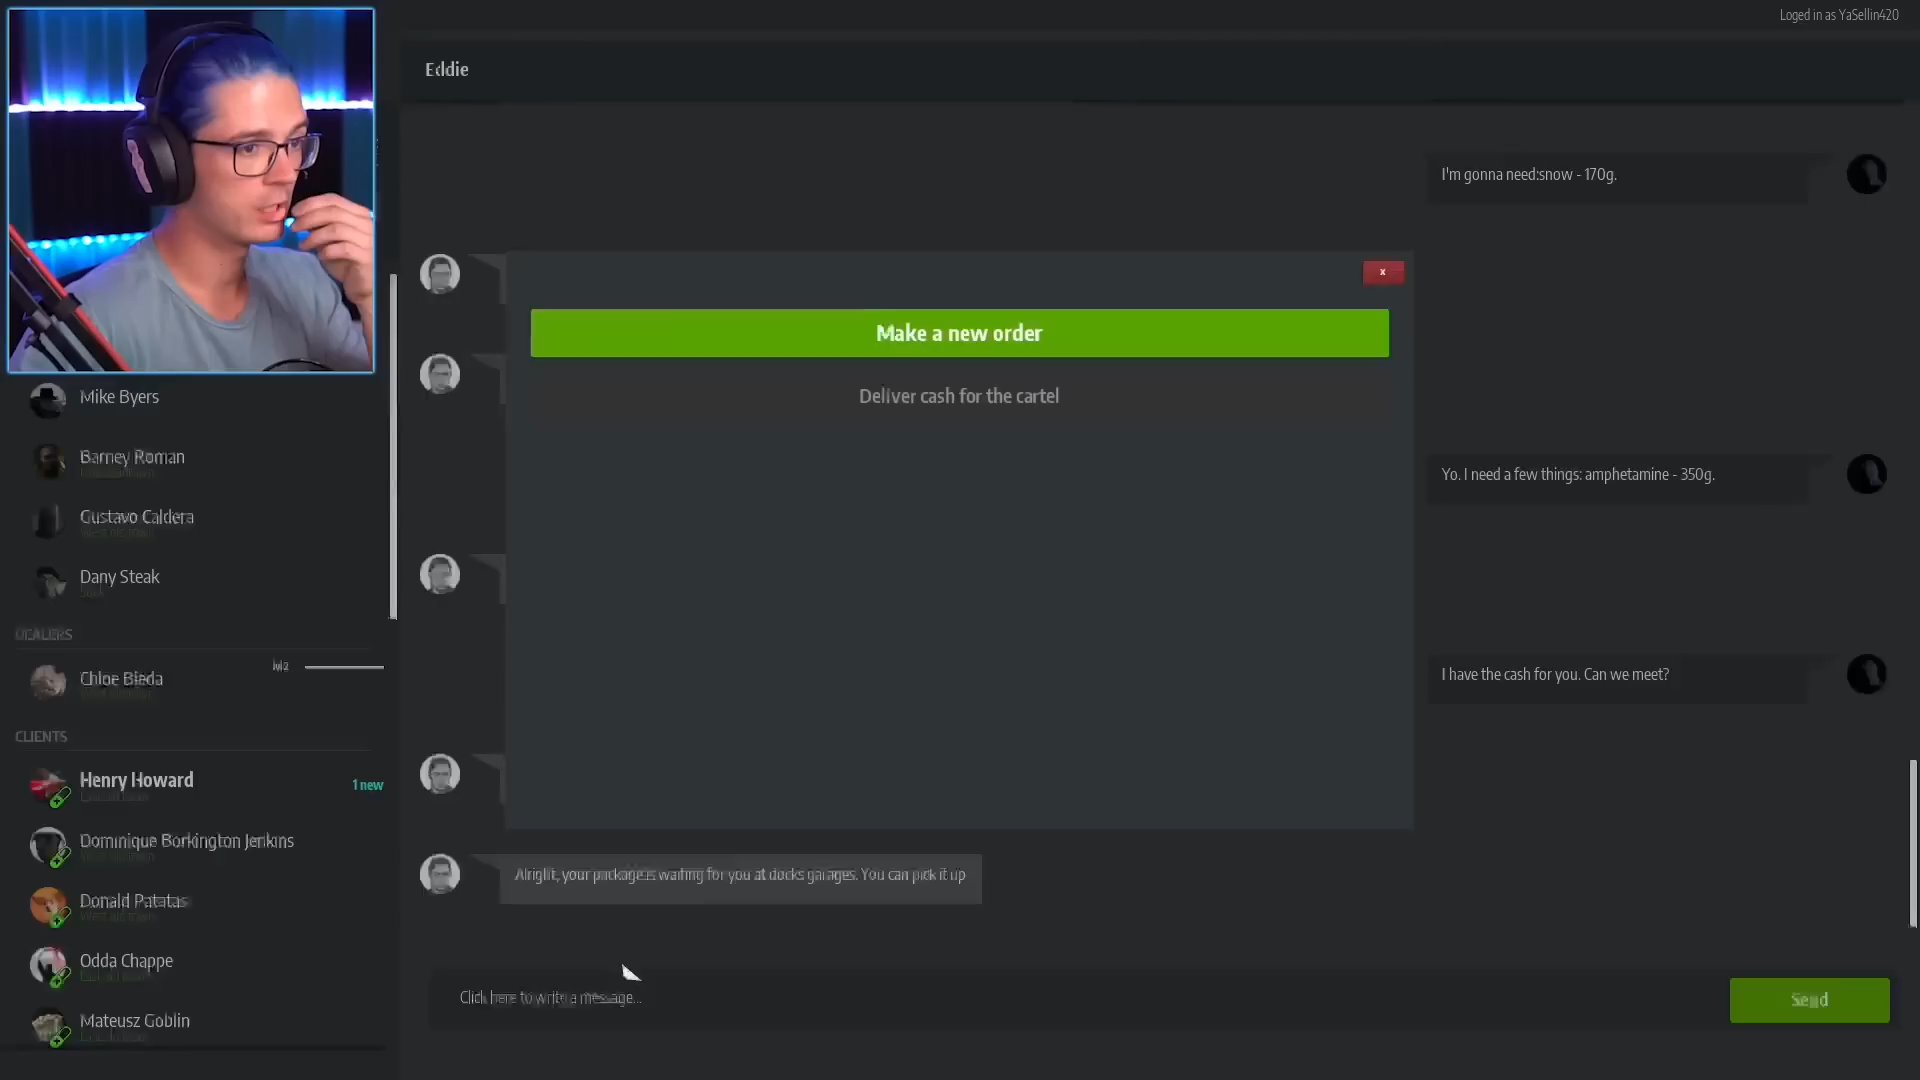 Loged in as YaSellin420
Eddie
I'm gonna need:snow - 170g.
x
Make a new order
Deliver cash for the cartel
Mike Byers
Barney Roman
Yo. I need a few things: amphetamine - 350g.
Gustavo Caldera
Dany Steak
DEALERS
Chloe Bieda
lvl 2
I have the cash for you. Can we meet?
CLIENTS
Henry Howard
1 new
Dominique Borkington Jenkins
Alright, your package is waiting for you at docks garages. You can pick it up
Donald Patatas
Odda Chappe
Click here to write a message...
Send
Mateusz Goblin